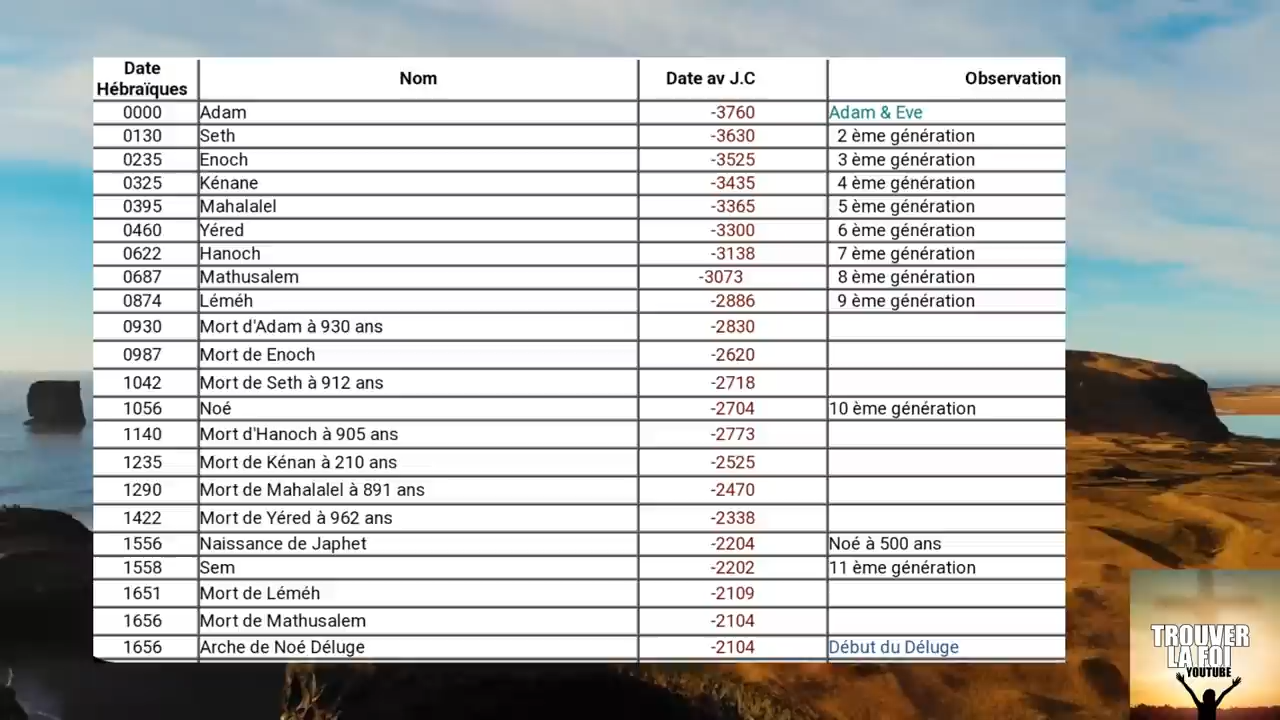 Date Hébraïques Nom Date av J.C Observation
0000 Adam -3760 Adam & Eve
0130 Seth -3630 2 ème génération
0235 Enoch -3525 3 ème génération
0325 Kénane -3435 4 ème génération
0395 Mahalalel -3365 5 ème génération
0460 Yéred -3300 6 ème génération
0622 Hanoch -3138 7 ème génération
0687 Mathusalem -3073 8 ème génération
0874 Léméh -2886 9 ème génération
0930 Mort d'Adam à 930 ans -2830
0987 Mort de Enoch -2620
1042 Mort de Seth à 912 ans -2718
1056 Noé -2704 10 ème génération
1140 Mort d'Hanoch à 905 ans -2773
1235 Mort de Kénan à 210 ans -2525
1290 Mort de Mahalalel à 891 ans -2470
1422 Mort de Yéred à 962 ans -2338
1556 Naissance de Japhet -2204 Noé à 500 ans
1558 Sem -2202 11 ème génération
1651 Mort de Léméh -2109
1656 Mort de Mathusalem -2104
1656 Arche de Noé Déluge -2104 Début du Déluge
TROUVER
LA FOI
YOUTUBE